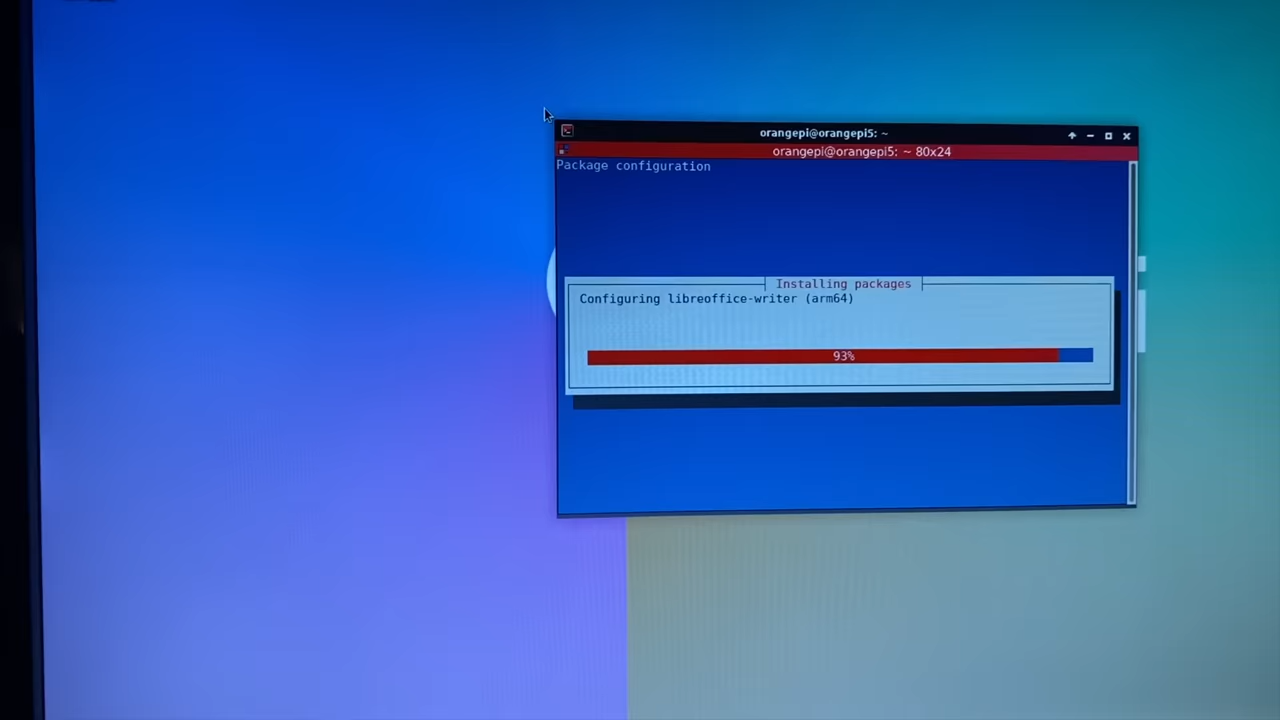 orangepi@orangepi5: ~
orangepi@orangepi5: ~ 80x24
Package configuration
Installing packages
Configuring libreoffice-writer (arm64)
93%